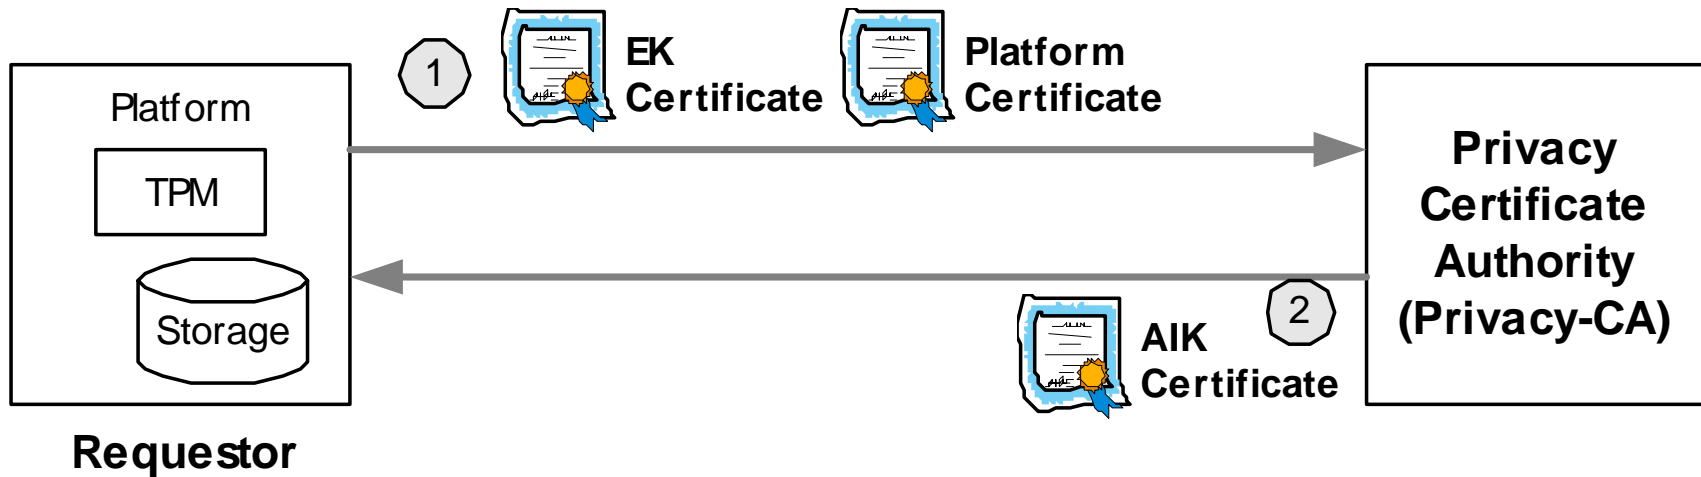 1
EK
Certificate
Platform
Certificate
Platform
TPM
Storage
Requestor
Privacy
Certificate
Authority
(Privacy-CA)
2
AIK
Certificate